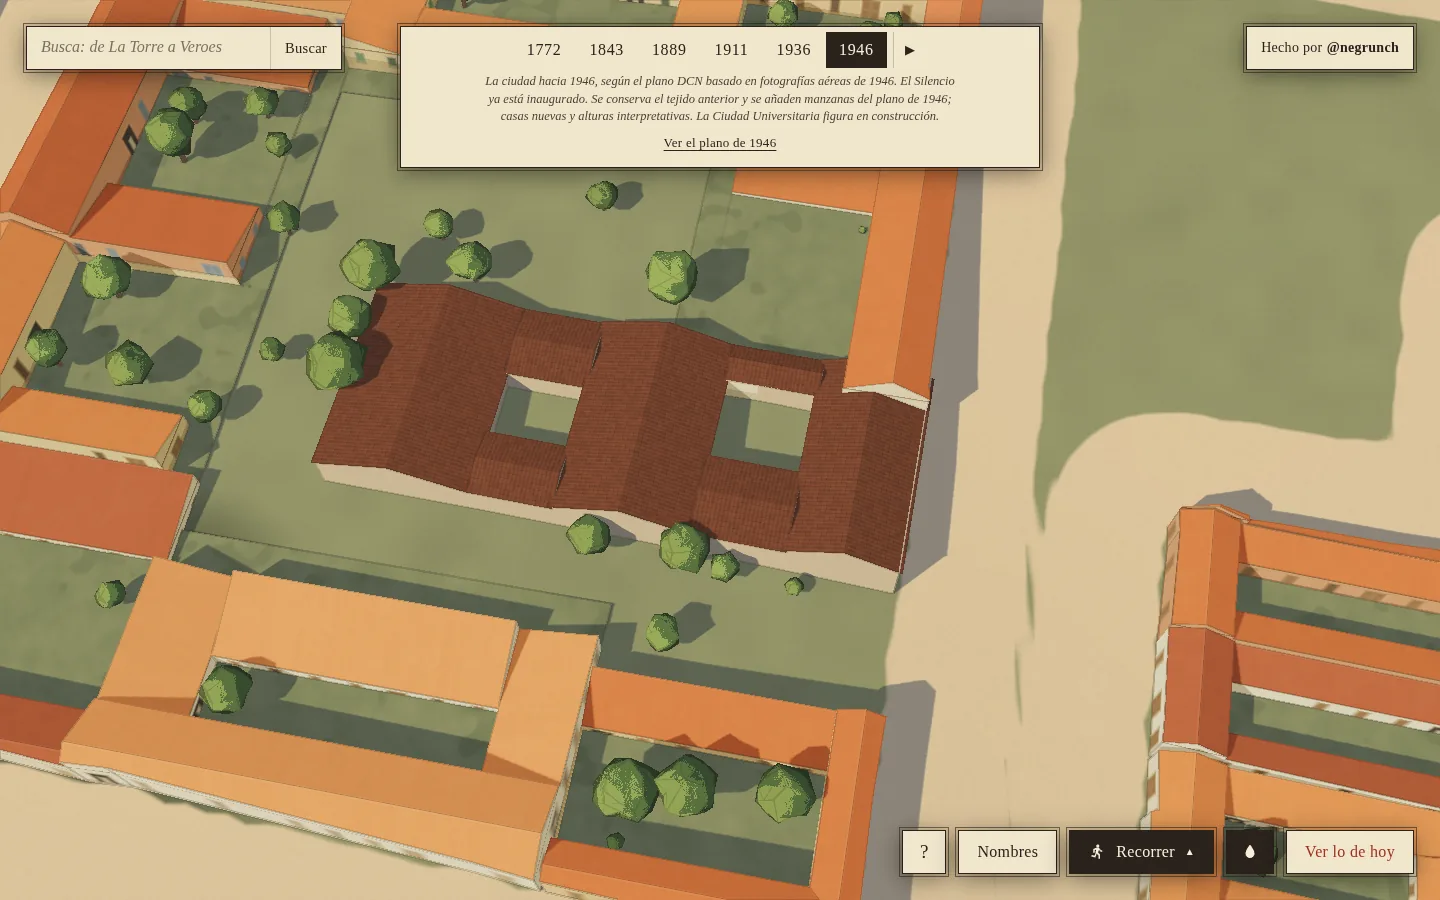 Busca: de La Torre a Veroes
Buscar
1772 1843 1889 1911 1936 1946 ▶
La ciudad hacia 1946, según el plano DCN basado en fotografías aéreas de 1946. El Silencio
ya está inaugurado. Se conserva el tejido anterior y se añaden manzanas del plano de 1946;
casas nuevas y alturas interpretativas. La Ciudad Universitaria figura en construcción.
Ver el plano de 1946
Hecho por @negrunch
?
Nombres
Recorrer ▲
Ver lo de hoy